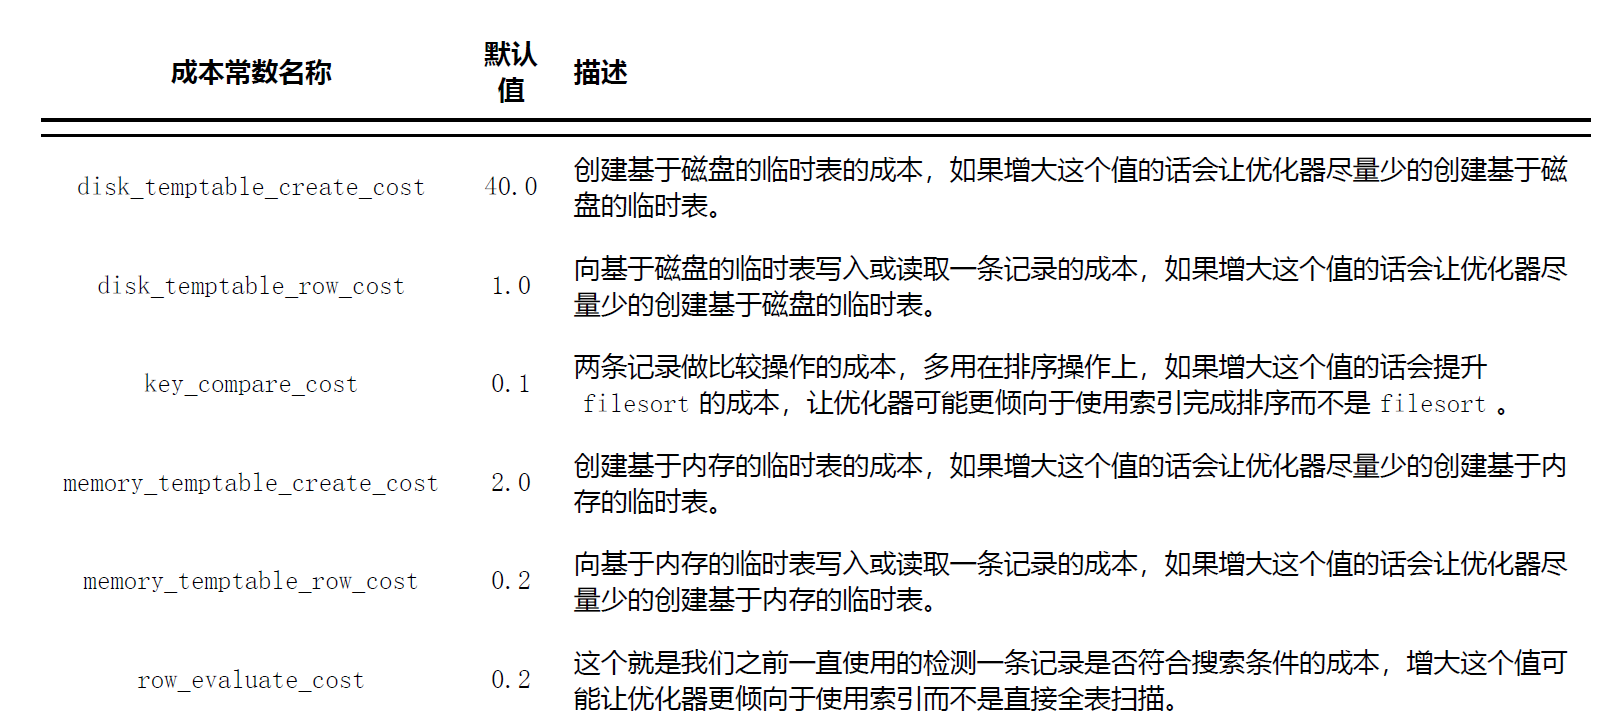 成本常数名称 默认值 描述
disk_temptable_create_cost 40.0 创建基于磁盘的临时表的成本，如果增大这个值的话会让优化器尽量少的创建基于磁
盘的临时表。
disk_temptable_row_cost 1.0 向基于磁盘的临时表写入或读取一条记录的成本，如果增大这个值的话会让优化器尽
量少的创建基于磁盘的临时表。
key_compare_cost 0.1 两条记录做比较操作的成本，多用在排序操作上，如果增大这个值的话会提升
filesort 的成本，让优化器可能更倾向于使用索引完成排序而不是 filesort 。
memory_temptable_create_cost 2.0 创建基于内存的临时表的成本，如果增大这个值的话会让优化器尽量少的创建基于内
存的临时表。
memory_temptable_row_cost 0.2 向基于内存的临时表写入或读取一条记录的成本，如果增大这个值的话会让优化器尽
量少的创建基于内存的临时表。
row_evaluate_cost 0.2 这个就是我们之前一直使用的检测一条记录是否符合搜索条件的成本，增大这个值可
能让优化器更倾向于使用索引而不是直接全表扫描。